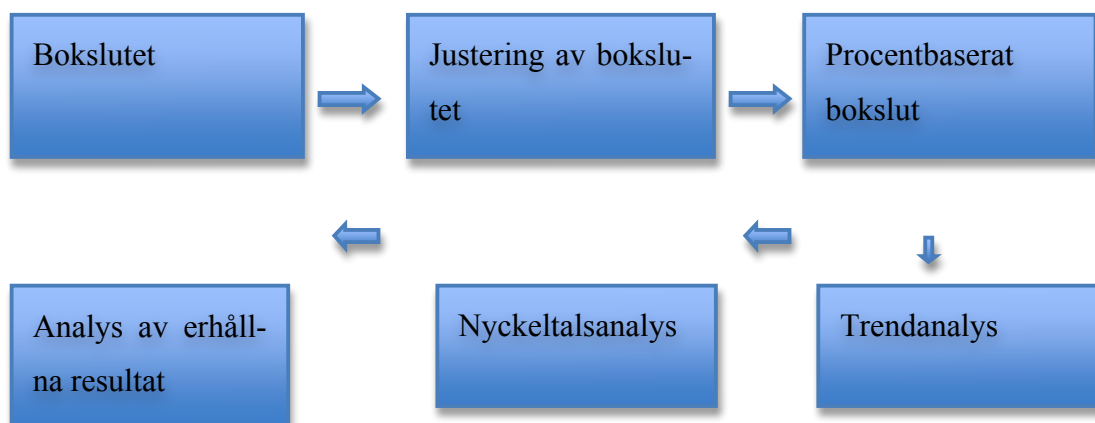 Bokslutet
Justering av bokslu-
tet
Procentbaserat
bokslut
Analys av erhåll-
na resultat
Nyckeltalsanalys
Trendanalys